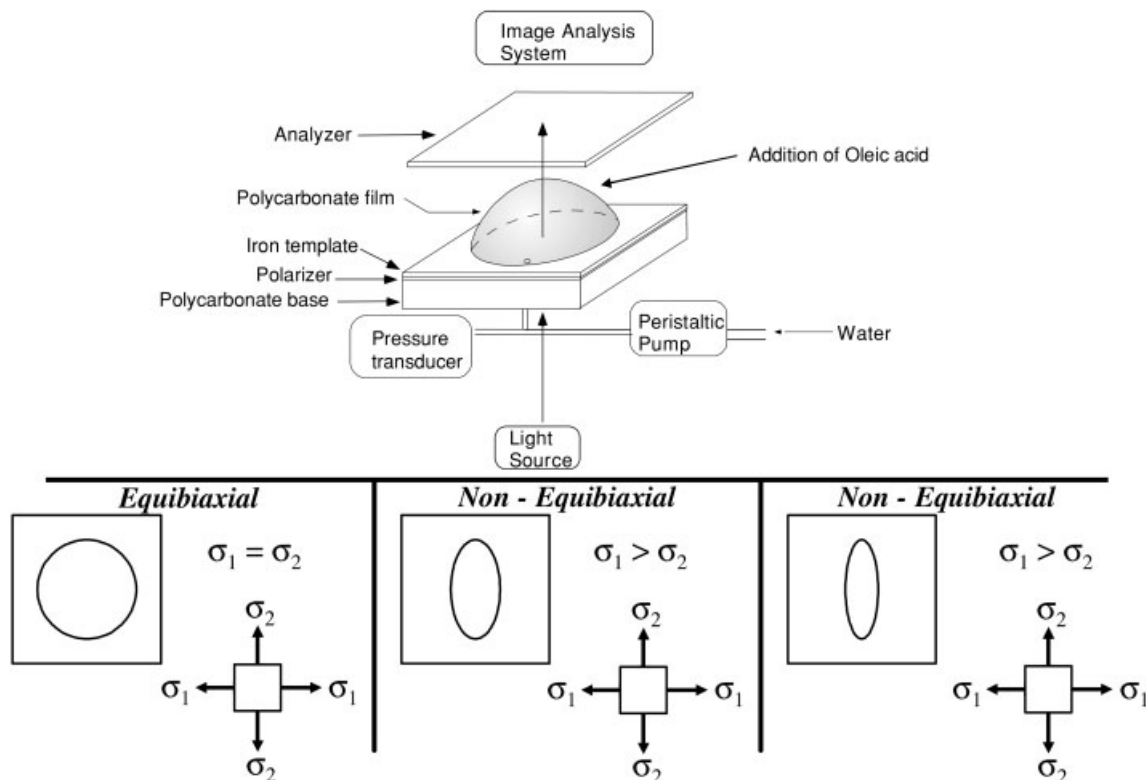 Image Analysis
System
Analyzer
Addition of Oleic acid
Polycarbonate film
Iron template
Polarizer
Polycarbonate base
Pressure
transducer
Peristaltic
Pump
Water
Light
Source
Equibiaxial
σ₁ = σ₂
σ₂
σ₁ σ₁
σ₂
Non - Equibiaxial
σ₁ > σ₂
σ₂
σ₁ σ₁
σ₂
Non - Equibiaxial
σ₁ > σ₂
σ₂
σ₁ σ₁
σ₂